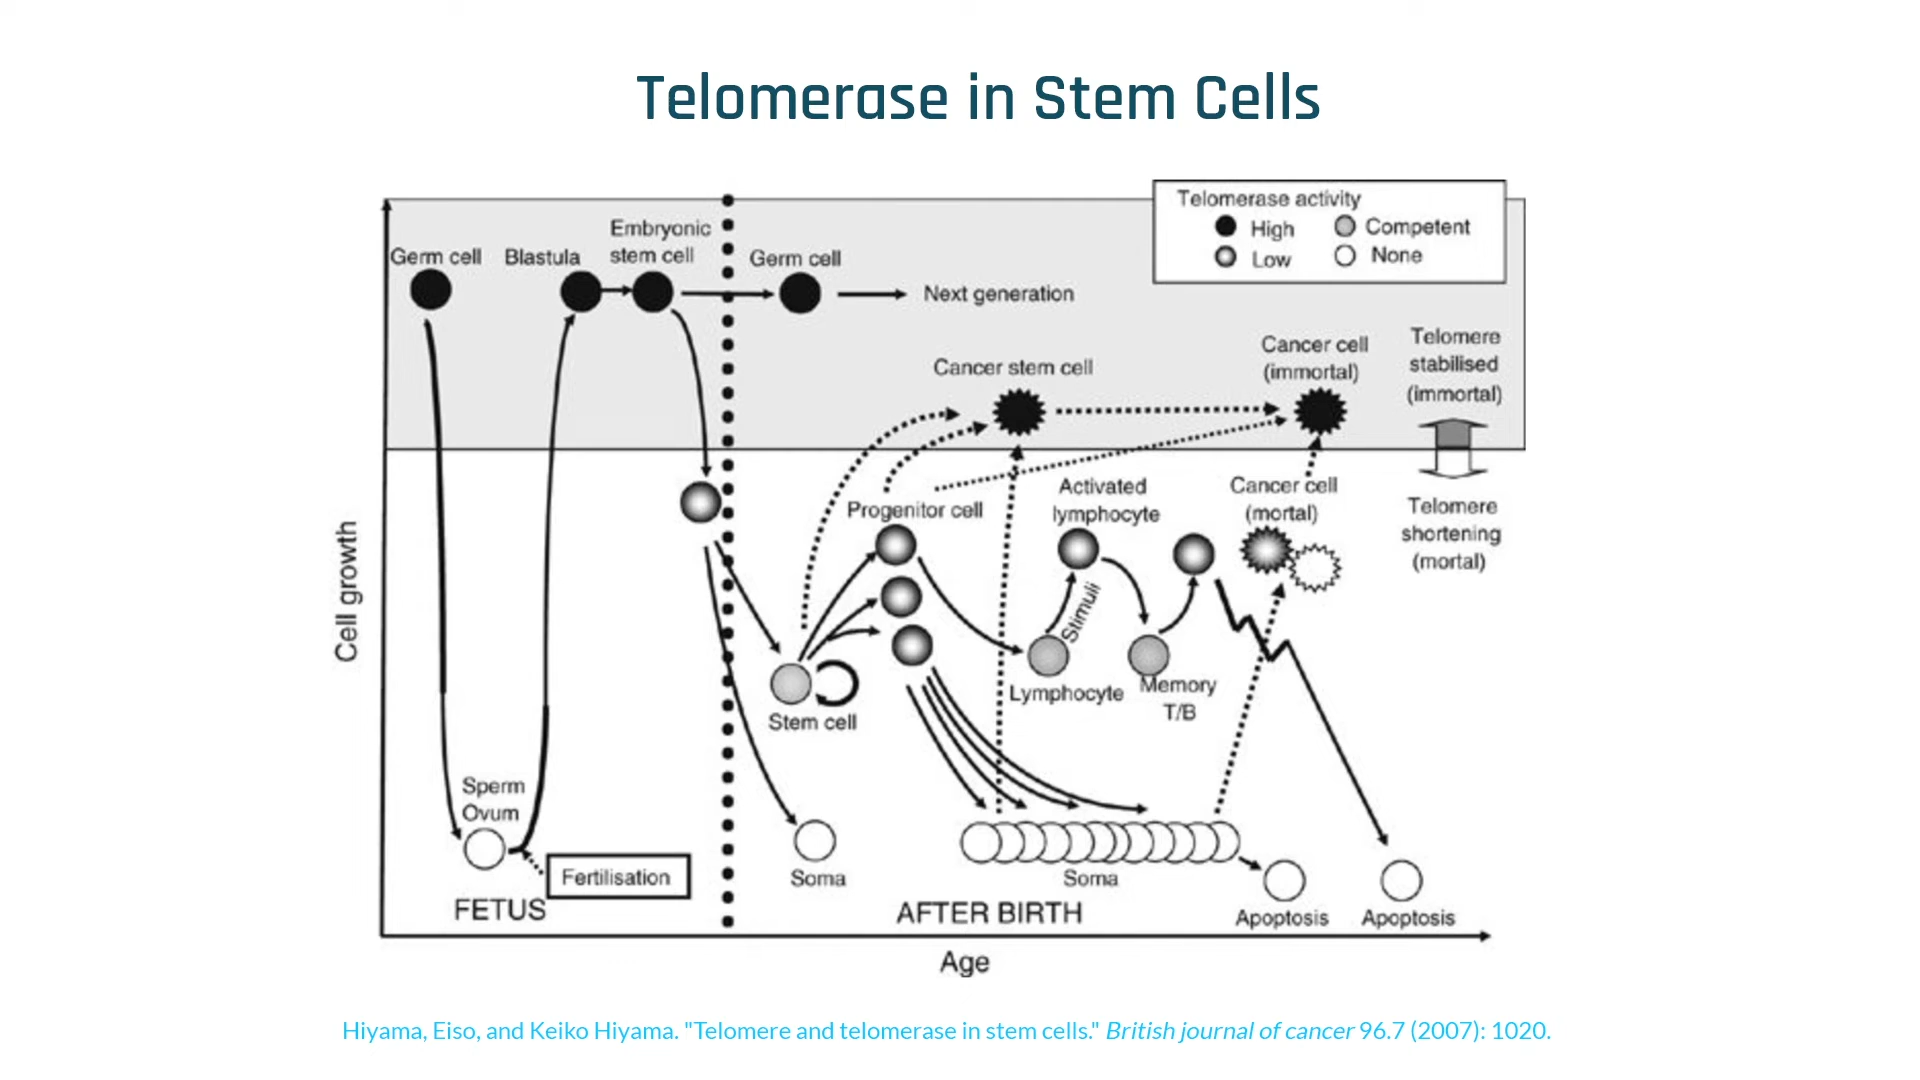 Telomerase in Stem Cells
Telomerase activity
High
Competent
Low
None
Embryonic
stem cell
Germ cell
Blastula
Germ cell
Next generation
Cancer stem cell
Cancer cell
(immortal)
Telomere
stabilised
(immortal)
Progenitor cell
Activated
lymphocyte
Cancer cell
(mortal)
Telomere
shortening
(mortal)
Cell growth
Stimuli
Stem cell
Lymphocyte
Memory
T/B
Sperm
Ovum
Fertilisation
Soma
Soma
FETUS
AFTER BIRTH
Apoptosis
Apoptosis
Age
Hiyama, Eiso, and Keiko Hiyama. "Telomere and telomerase in stem cells." British journal of cancer 96.7 (2007): 1020.